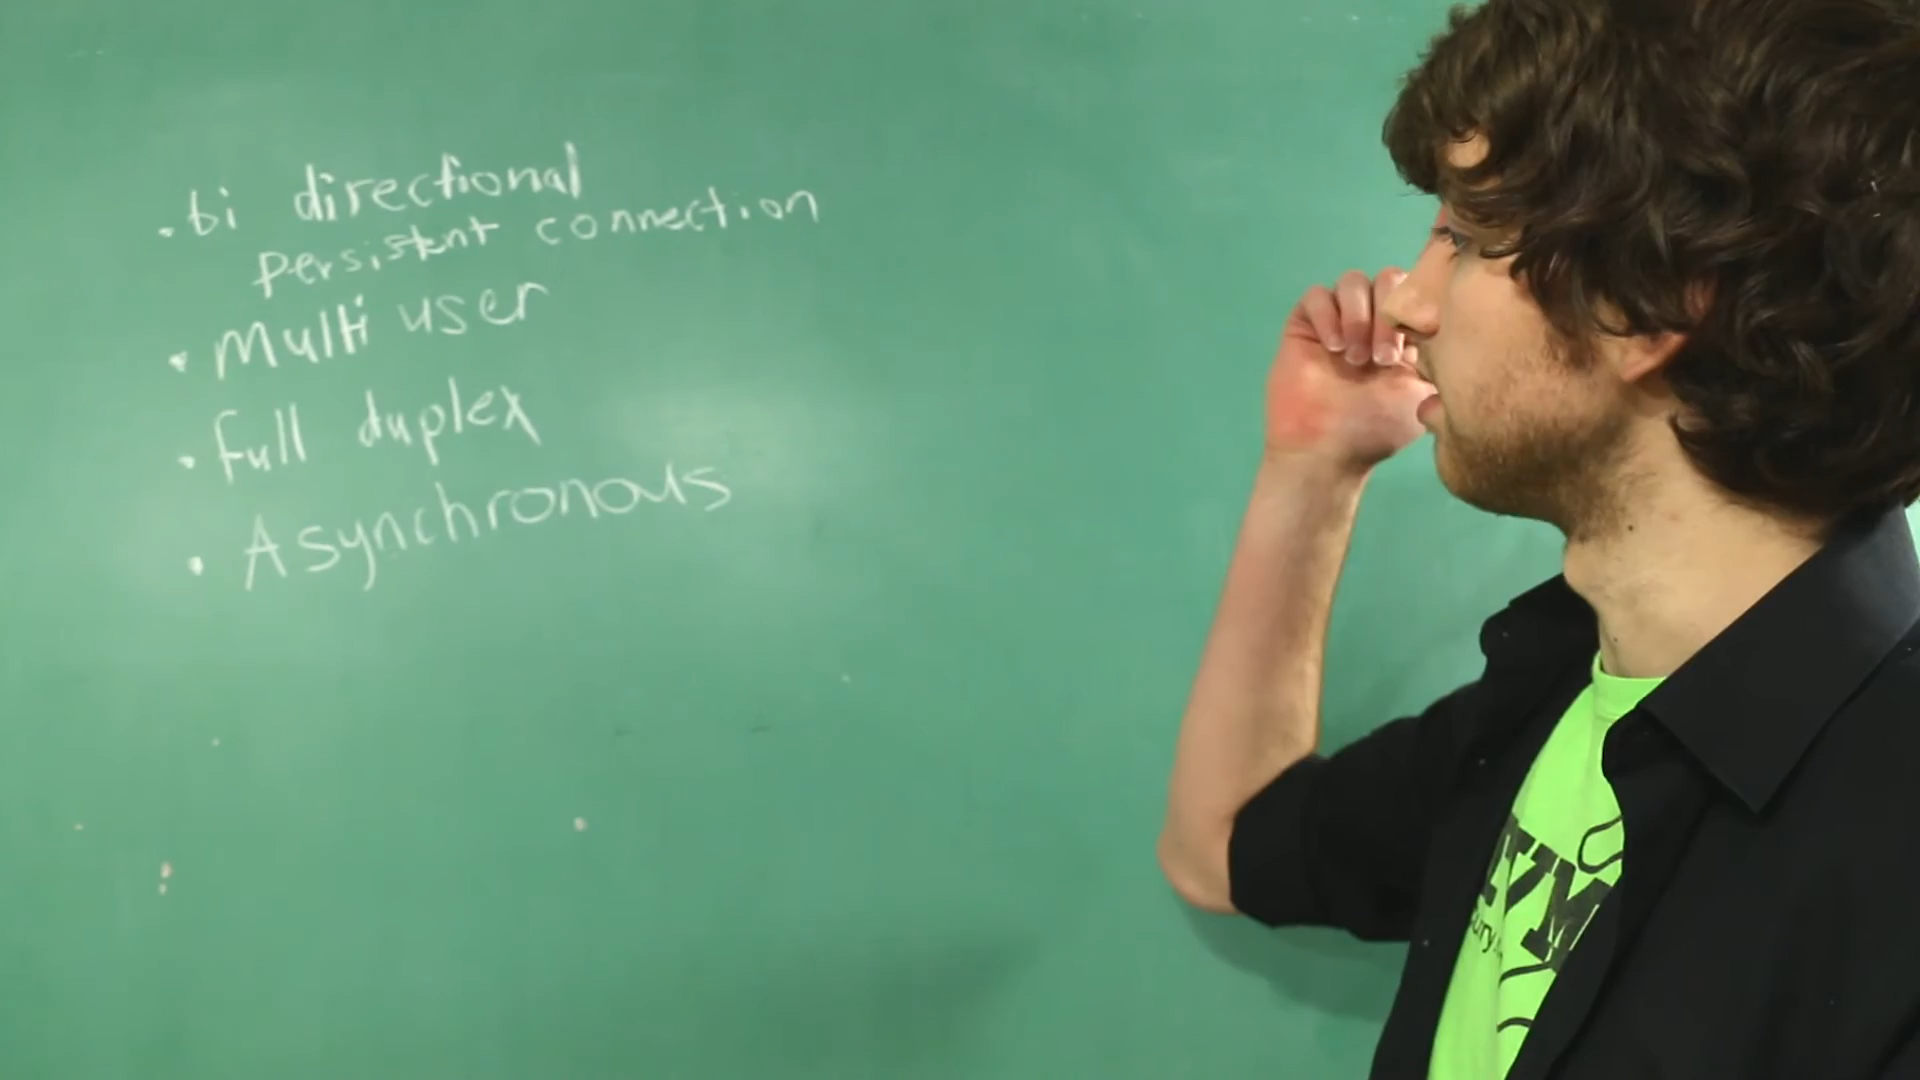 • bi directional
persistent connection
• Multi user
• full duplex
• Asynchronous